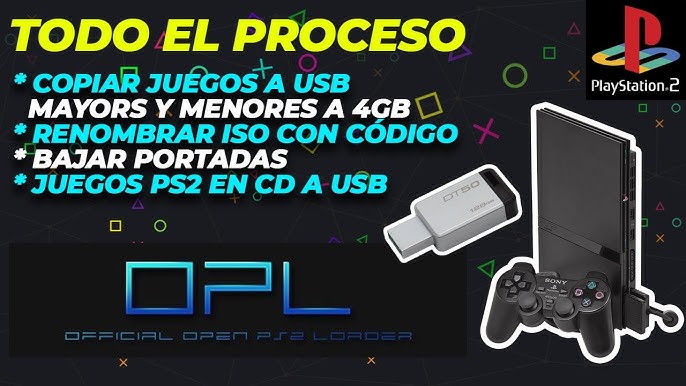 TODO EL PROCESO
PlayStation 2
* COPIAR JUEGOS A USB
MAYORS Y MENORES A 4GB
* RENOMBRAR ISO CON CÓDIGO
* BAJAR PORTADAS
* JUEGOS PS2 EN CD A USB
DT50
128GB
OPL
OFFICIAL OPEN PS2 LOADER
SONY